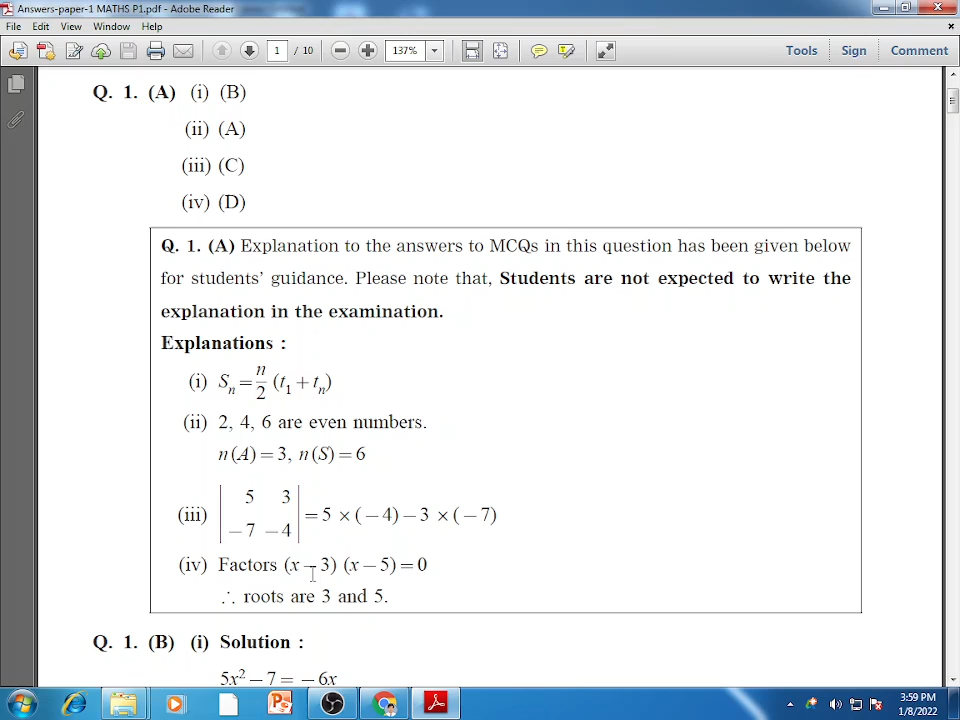 Answers-paper-1 MATHS P1.pdf - Adobe Reader
File Edit View Window Help
1 / 10 137% Tools Sign Comment
Q. 1. (A) (i) (B)
(ii) (A)
(iii) (C)
(iv) (D)
Q. 1. (A) Explanation to the answers to MCQs in this question has been given below
for students' guidance. Please note that, Students are not expected to write the
explanation in the examination.
Explanations :
(i) Sₙ = n/2 (t₁ + tₙ)
(ii) 2, 4, 6 are even numbers.
n(A) = 3, n(S) = 6
(iii) | 5 3 |
| −7 −4 | = 5 × (−4) − 3 × (−7)
(iv) Factors (x − 3) (x − 5) = 0
∴ roots are 3 and 5.
Q. 1. (B) (i) Solution :
5x² − 7 = −6x
3:59 PM
1/8/2022